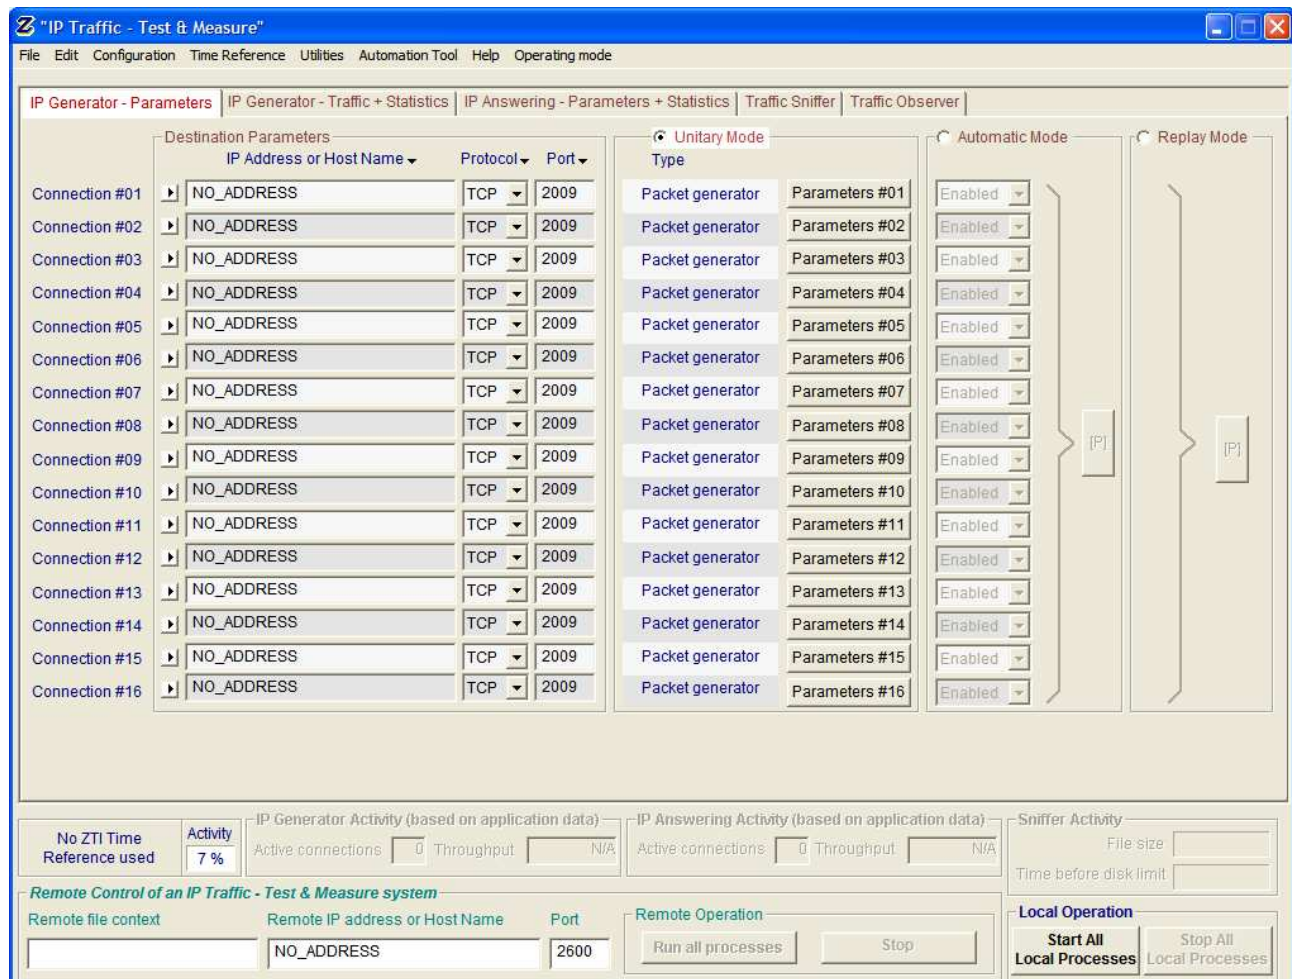 "IP Traffic - Test & Measure"
File Edit Configuration Time Reference Utilities Automation Tool Help Operating mode
IP Generator - Parameters IP Generator - Traffic + Statistics IP Answering - Parameters + Statistics Traffic Sniffer Traffic Observer
Destination Parameters Unitary Mode Automatic Mode Replay Mode
IP Address or Host Name Protocol Port Type
Connection #01 NO_ADDRESS TCP 2009 Packet generator Parameters #01 Enabled
Connection #02 NO_ADDRESS TCP 2009 Packet generator Parameters #02 Enabled
Connection #03 NO_ADDRESS TCP 2009 Packet generator Parameters #03 Enabled
Connection #04 NO_ADDRESS TCP 2009 Packet generator Parameters #04 Enabled
Connection #05 NO_ADDRESS TCP 2009 Packet generator Parameters #05 Enabled
Connection #06 NO_ADDRESS TCP 2009 Packet generator Parameters #06 Enabled
Connection #07 NO_ADDRESS TCP 2009 Packet generator Parameters #07 Enabled
Connection #08 NO_ADDRESS TCP 2009 Packet generator Parameters #08 Enabled
[P] [P]
Connection #09 NO_ADDRESS TCP 2009 Packet generator Parameters #09 Enabled
Connection #10 NO_ADDRESS TCP 2009 Packet generator Parameters #10 Enabled
Connection #11 NO_ADDRESS TCP 2009 Packet generator Parameters #11 Enabled
Connection #12 NO_ADDRESS TCP 2009 Packet generator Parameters #12 Enabled
Connection #13 NO_ADDRESS TCP 2009 Packet generator Parameters #13 Enabled
Connection #14 NO_ADDRESS TCP 2009 Packet generator Parameters #14 Enabled
Connection #15 NO_ADDRESS TCP 2009 Packet generator Parameters #15 Enabled
Connection #16 NO_ADDRESS TCP 2009 Packet generator Parameters #16 Enabled
No ZTI Time
Reference used
Activity
7 %
IP Generator Activity (based on application data)
Active connections 0 Throughput N/A
IP Answering Activity (based on application data)
Active connections 0 Throughput N/A
Sniffer Activity
File size
Time before disk limit
Remote Control of an IP Traffic - Test & Measure system
Remote file context Remote IP address or Host Name Port
NO_ADDRESS 2600
Remote Operation
Run all processes Stop
Local Operation
Start All
Local Processes
Stop All
Local Processes